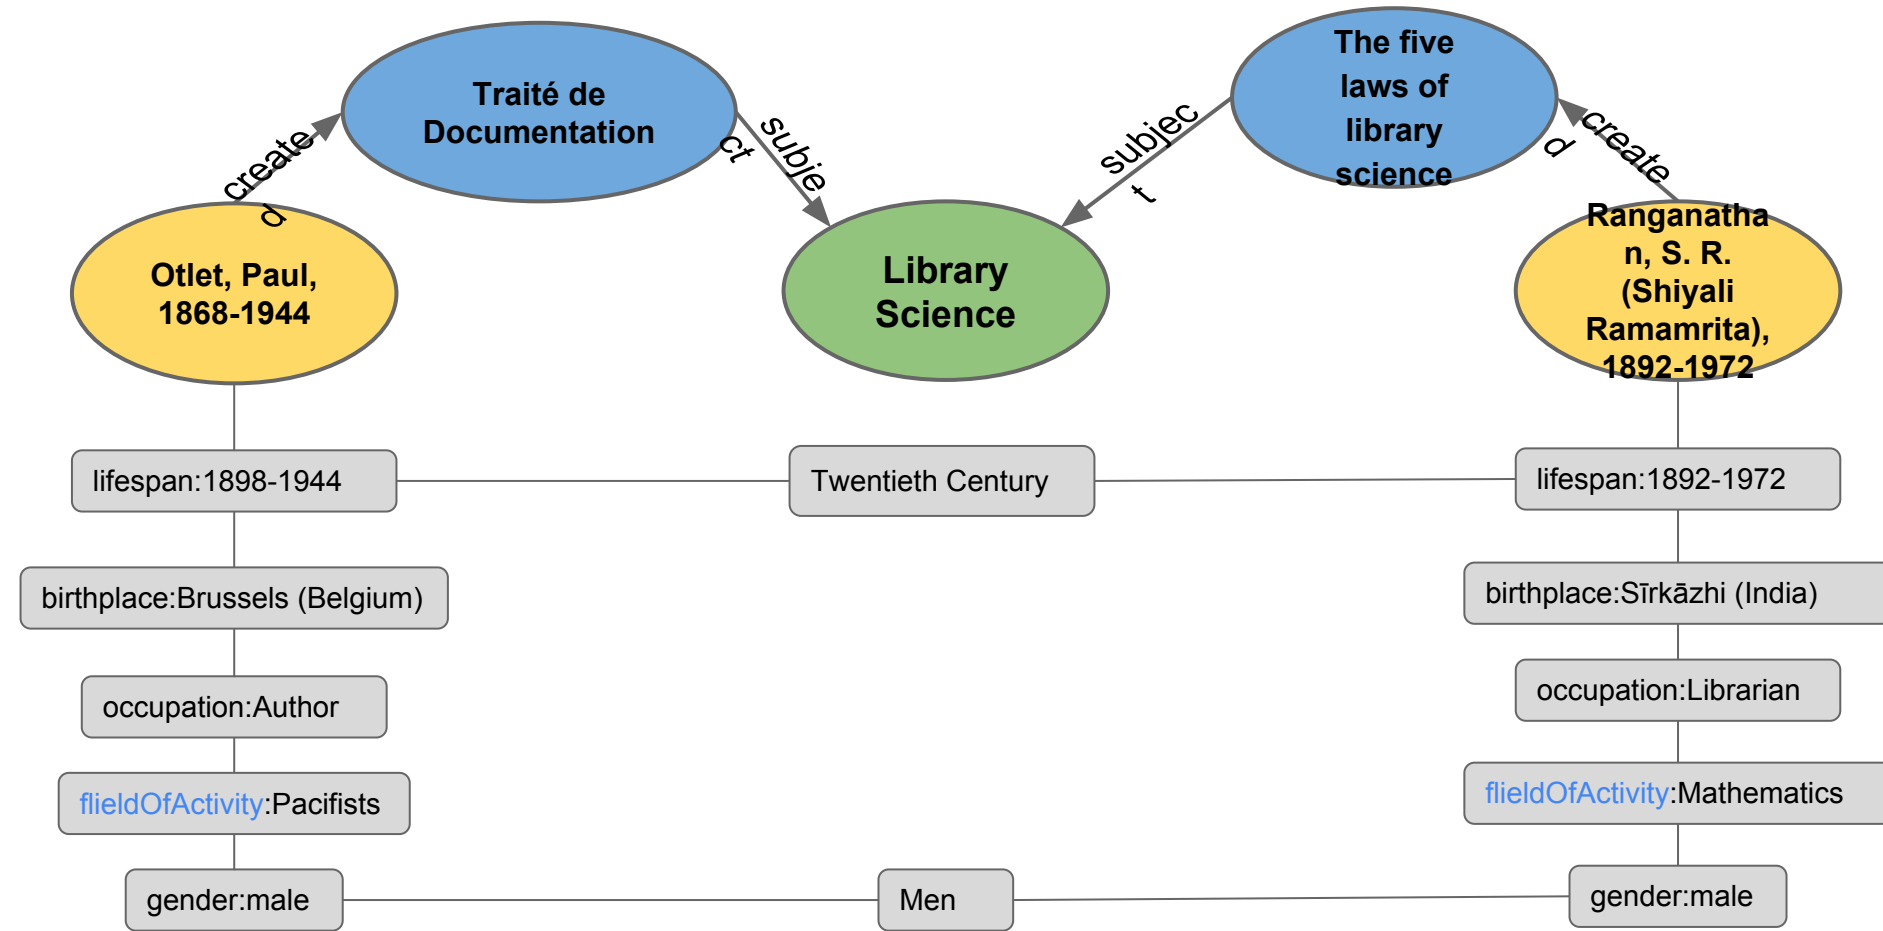 Traité de
Documentation
The five
laws of
library
science
create
d
subje
ct
subjec
t
create
d
Otlet, Paul,
1868-1944
Library
Science
Ranganatha
n, S. R.
(Shiyali
Ramamrita),
1892-1972
lifespan:1898-1944
Twentieth Century
lifespan:1892-1972
birthplace:Brussels (Belgium)
birthplace:Sīrkāzhi (India)
occupation:Author
occupation:Librarian
flieldOfActivity:Pacifists
flieldOfActivity:Mathematics
gender:male
Men
gender:male